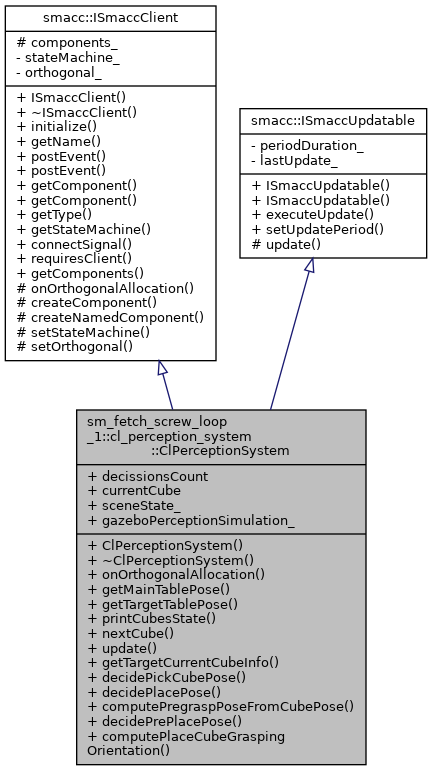 smacc::ISmaccClient
# components_
- stateMachine_
- orthogonal_
+ ISmaccClient()
+ ~ISmaccClient()
+ initialize()
+ getName()
+ postEvent()
+ postEvent()
+ getComponent()
+ getComponent()
+ getType()
+ getStateMachine()
+ connectSignal()
+ requiresClient()
+ getComponents()
# onOrthogonalAllocation()
# createComponent()
# createNamedComponent()
# setStateMachine()
# setOrthogonal()
smacc::ISmaccUpdatable
- periodDuration_
- lastUpdate_
+ ISmaccUpdatable()
+ ISmaccUpdatable()
+ executeUpdate()
+ setUpdatePeriod()
# update()
sm_fetch_screw_loop
_1::cl_perception_system
::ClPerceptionSystem
+ decissionsCount
+ currentCube
+ sceneState_
+ gazeboPerceptionSimulation_
+ ClPerceptionSystem()
+ ~ClPerceptionSystem()
+ onOrthogonalAllocation()
+ getMainTablePose()
+ getTargetTablePose()
+ printCubesState()
+ nextCube()
+ update()
+ getTargetCurrentCubeInfo()
+ decidePickCubePose()
+ decidePlacePose()
+ computePregraspPoseFromCubePose()
+ decidePrePlacePose()
+ computePlaceCubeGrasping
Orientation()